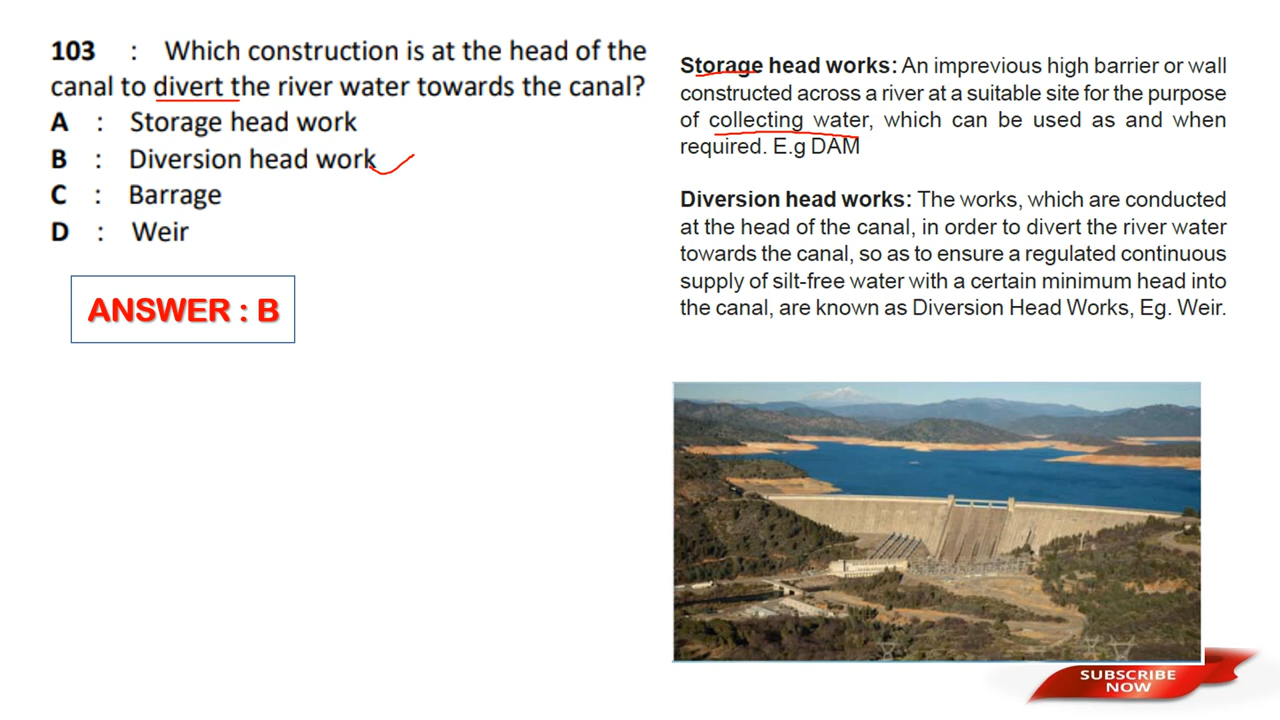 103 : Which construction is at the head of the
canal to divert the river water towards the canal?
A : Storage head work
B : Diversion head work
C : Barrage
D : Weir
ANSWER : B
Storage head works: An imprevious high barrier or wall
constructed across a river at a suitable site for the purpose
of collecting water, which can be used as and when
required. E.g DAM
Diversion head works: The works, which are conducted
at the head of the canal, in order to divert the river water
towards the canal, so as to ensure a regulated continuous
supply of silt-free water with a certain minimum head into
the canal, are known as Diversion Head Works, Eg. Weir.
SUBSCRIBE
NOW